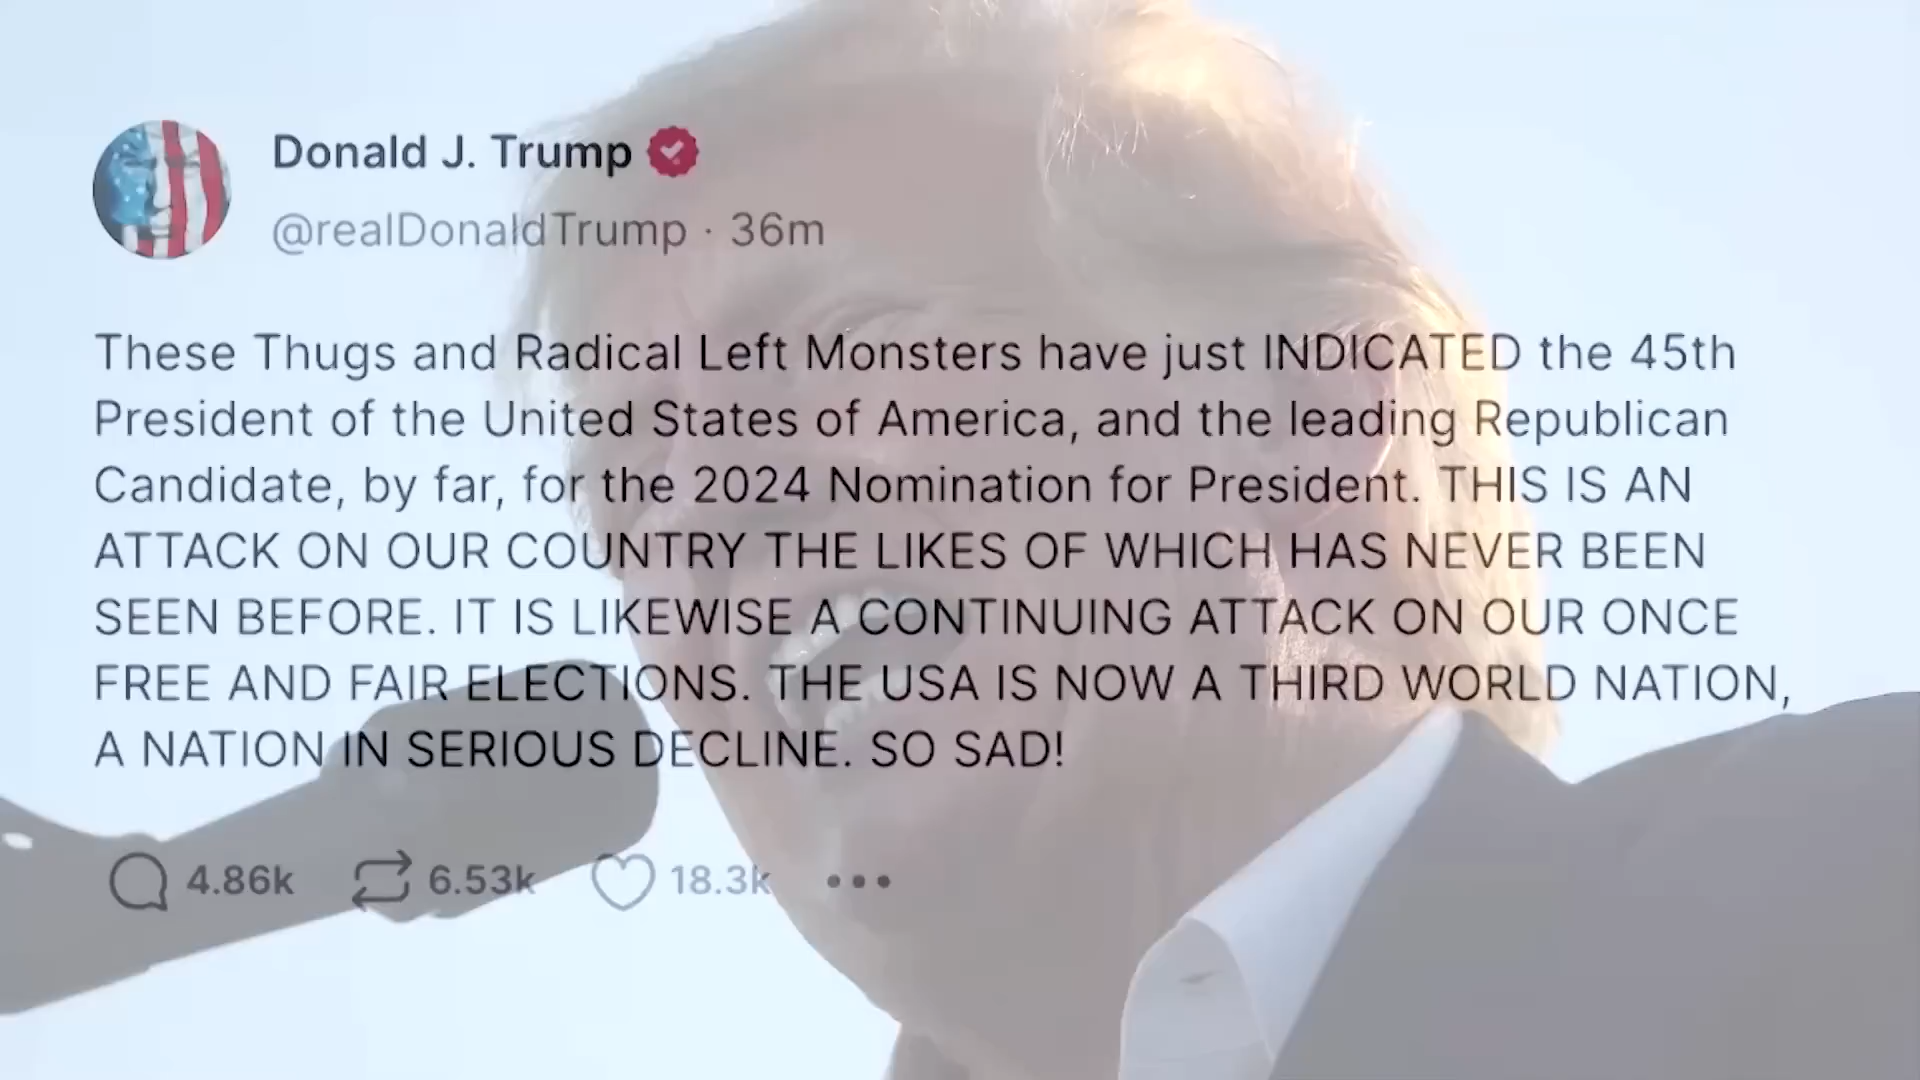 Donald J. Trump
@realDonaldTrump · 36m
These Thugs and Radical Left Monsters have just INDICATED the 45th
President of the United States of America, and the leading Republican
Candidate, by far, for the 2024 Nomination for President. THIS IS AN
ATTACK ON OUR COUNTRY THE LIKES OF WHICH HAS NEVER BEEN
SEEN BEFORE. IT IS LIKEWISE A CONTINUING ATTACK ON OUR ONCE
FREE AND FAIR ELECTIONS. THE USA IS NOW A THIRD WORLD NATION,
A NATION IN SERIOUS DECLINE. SO SAD!
4.86k 6.53k 18.3k